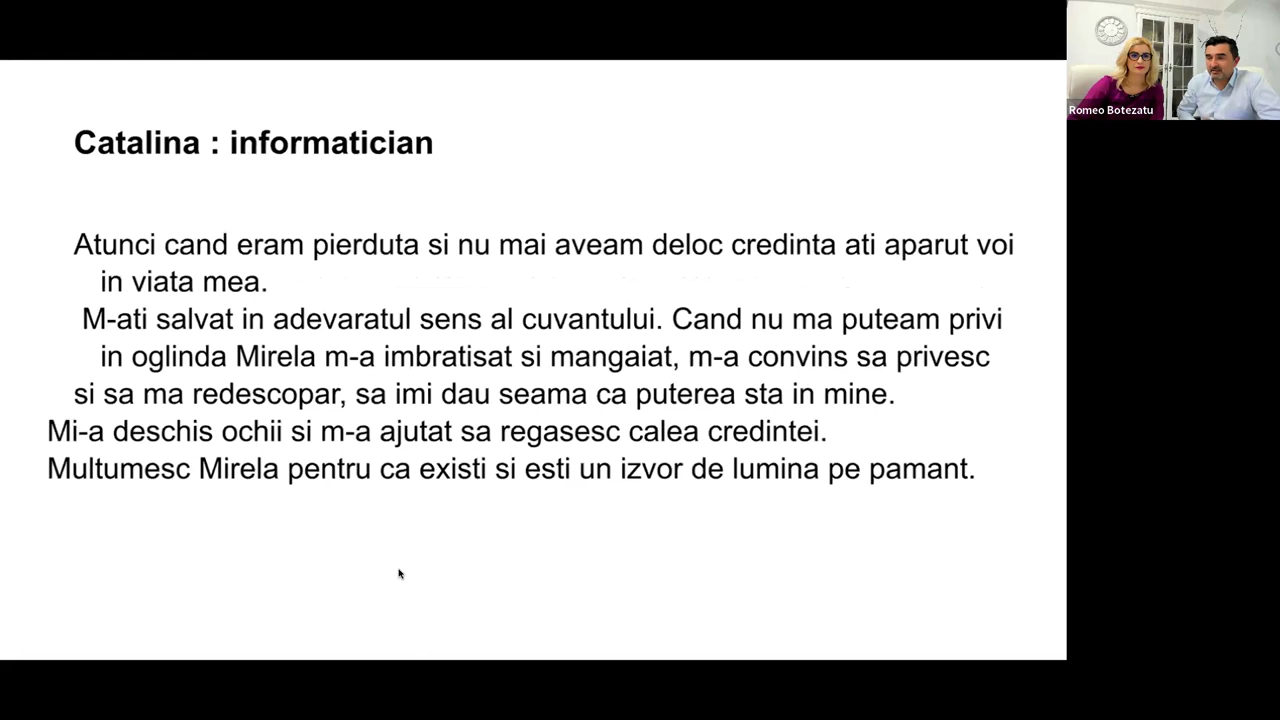 Catalina : informatician
Atunci cand eram pierduta si nu mai aveam deloc credinta ati aparut voi
in viata mea.
M-ati salvat in adevaratul sens al cuvantului. Cand nu ma puteam privi
in oglinda Mirela m-a imbratisat si mangaiat, m-a convins sa privesc
si sa ma redescopar, sa imi dau seama ca puterea sta in mine.
Mi-a deschis ochii si m-a ajutat sa regasesc calea credintei.
Multumesc Mirela pentru ca existi si esti un izvor de lumina pe pamant.
Romeo Botezatu